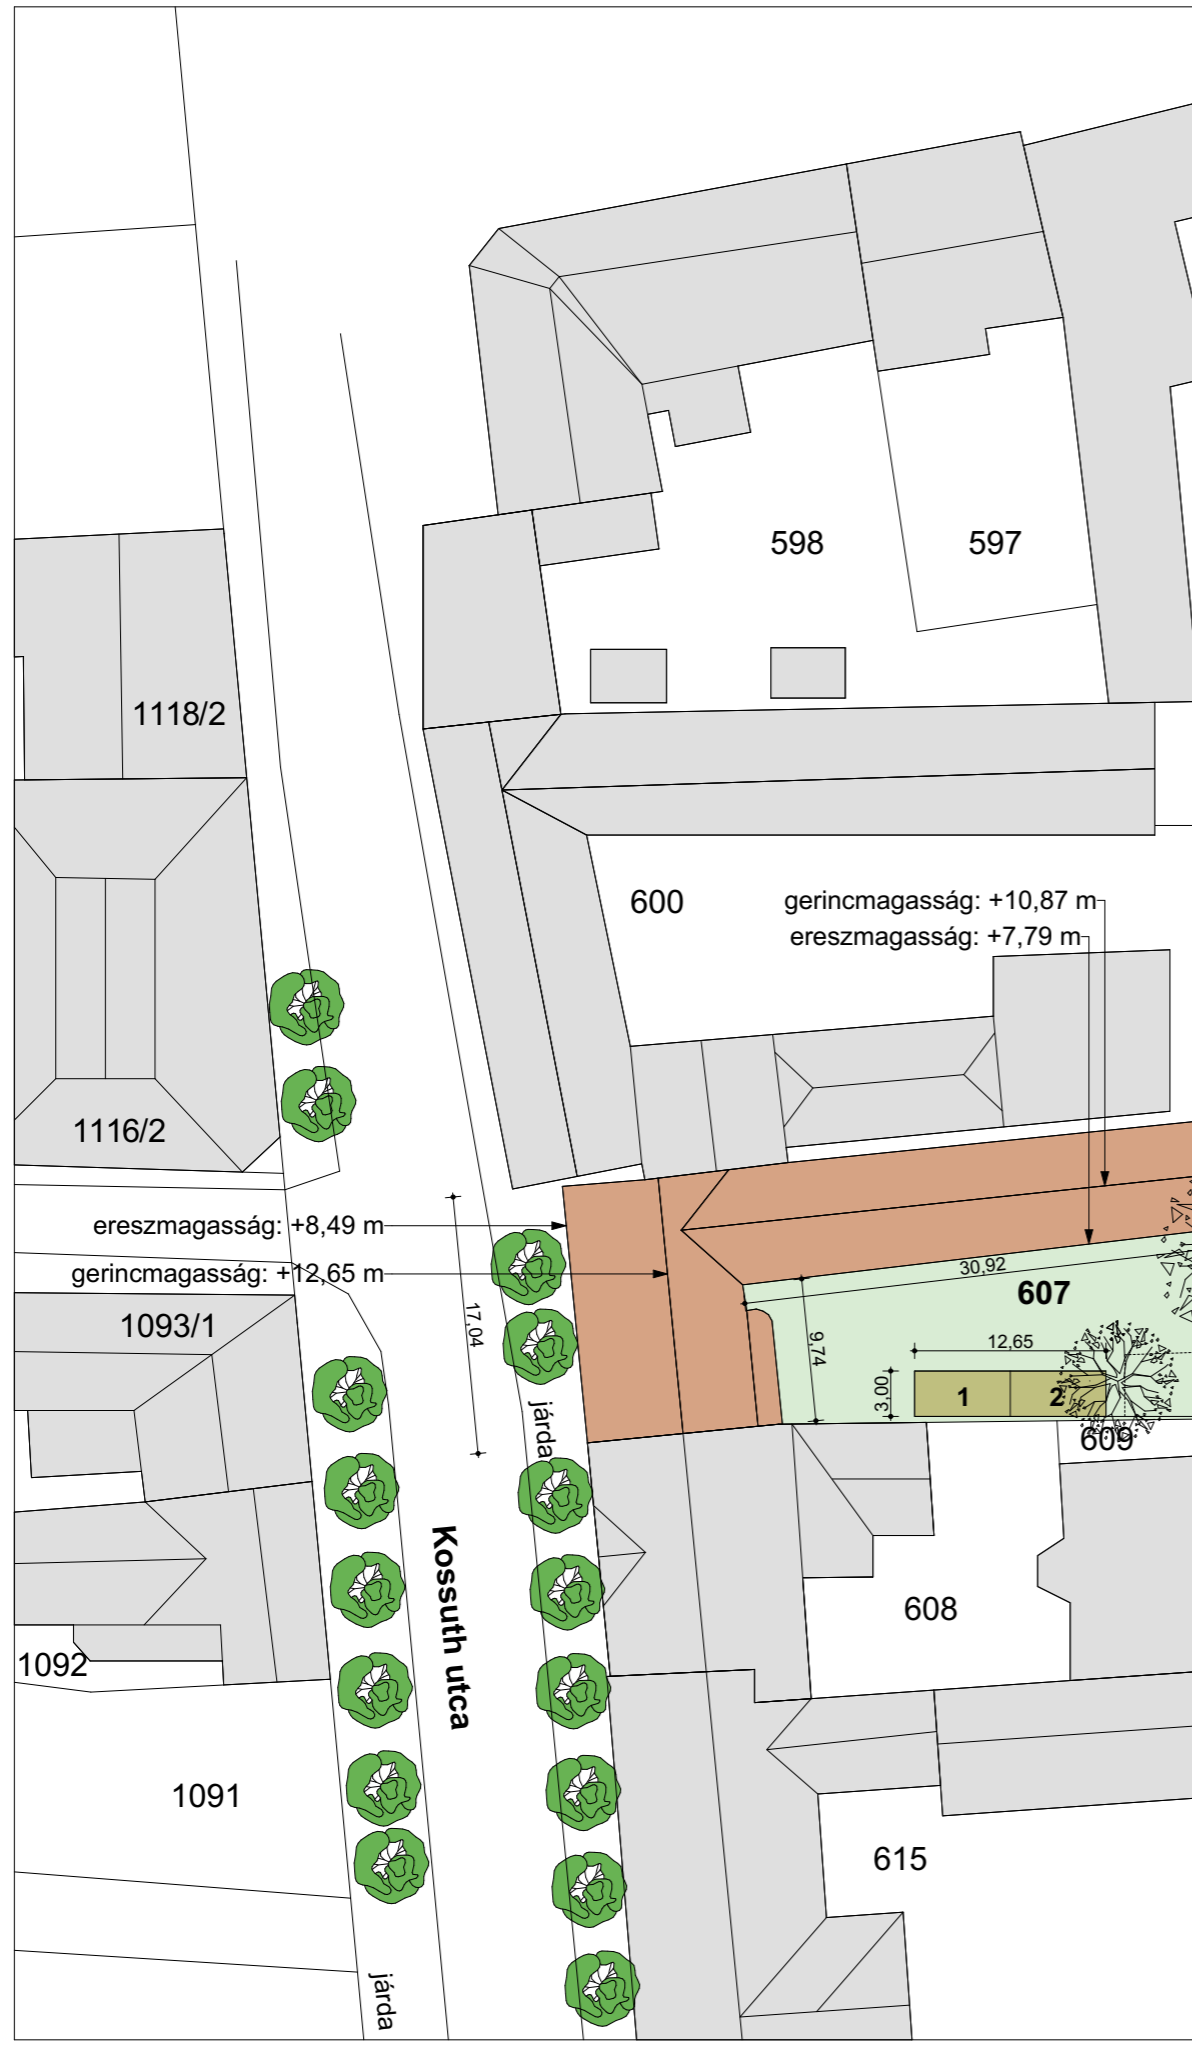 598
597
1118/2
600
gerincmagasság: +10,87 m
ereszmagasság: +7,79 m
1116/2
ereszmagasság: +8,49 m
gerincmagasság: +12,65 m
30,92
607
1093/1
17,04
9,74
12,65
3,00
1
2
járda
609
Kossuth utca
608
1092
1091
615
járda